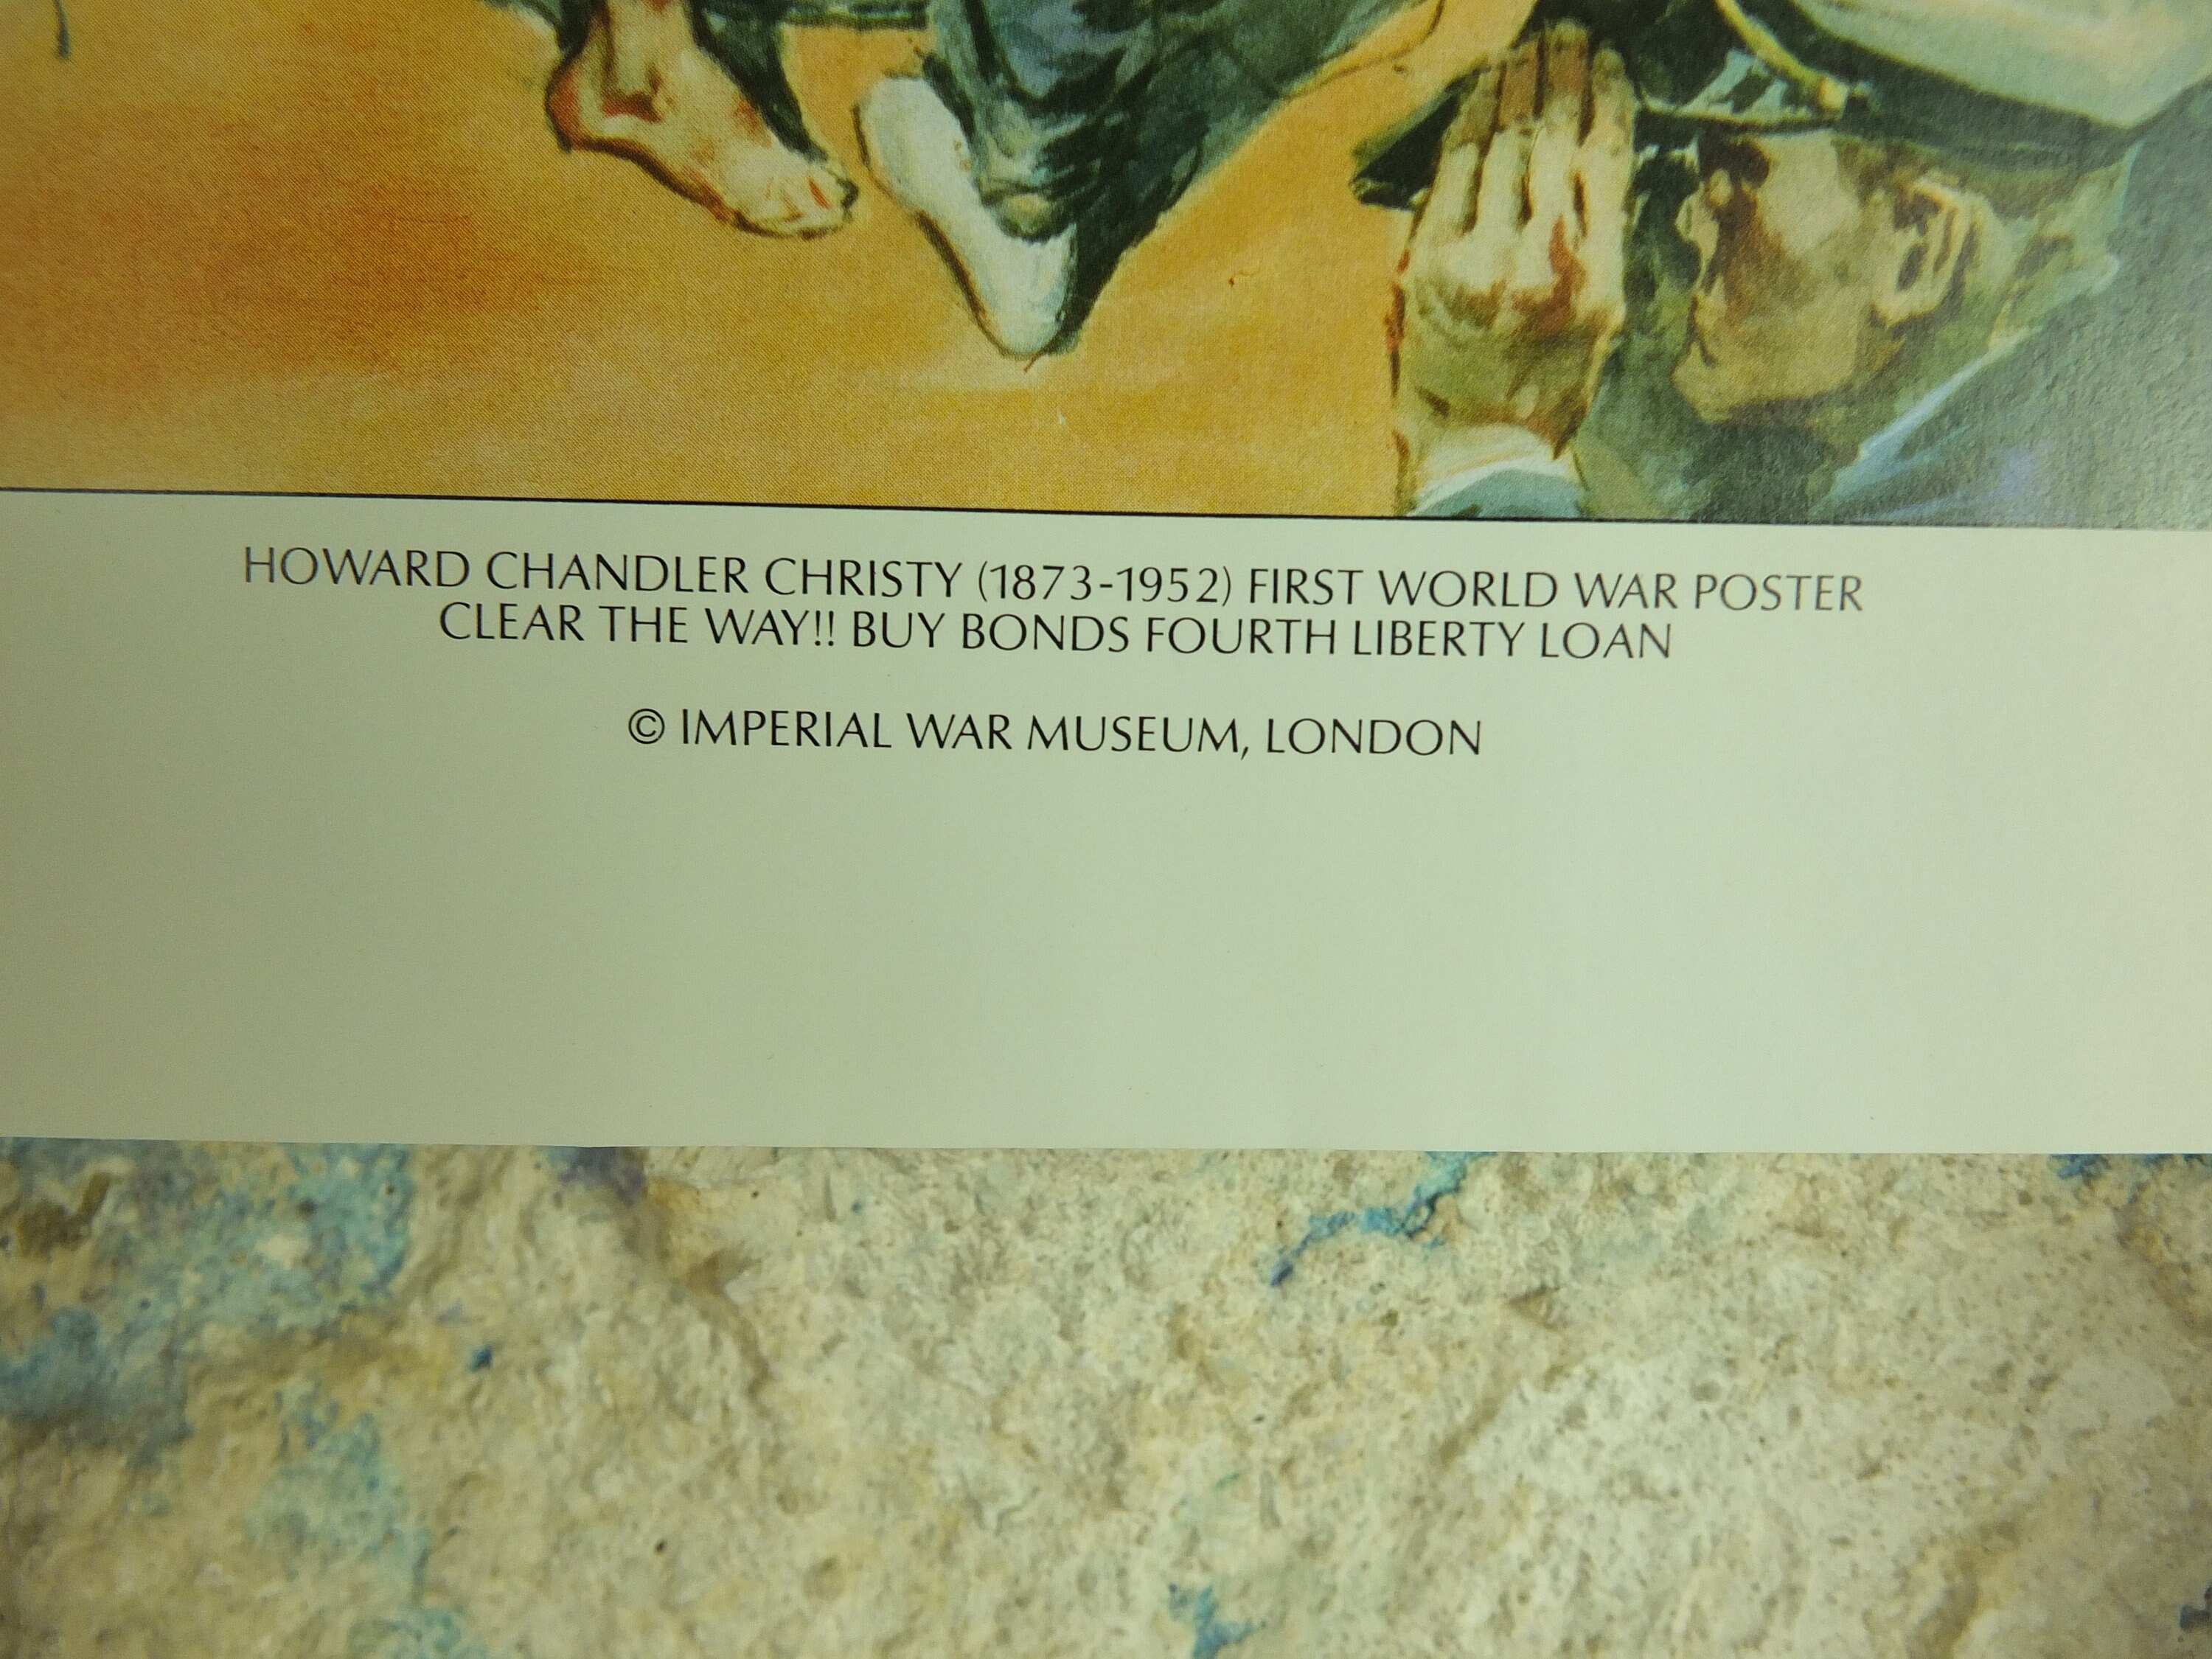 HOWARD CHANDLER CHRISTY (1873-1952) FIRST WORLD WAR POSTER
CLEAR THE WAY!! BUY BONDS FOURTH LIBERTY LOAN
© IMPERIAL WAR MUSEUM, LONDON